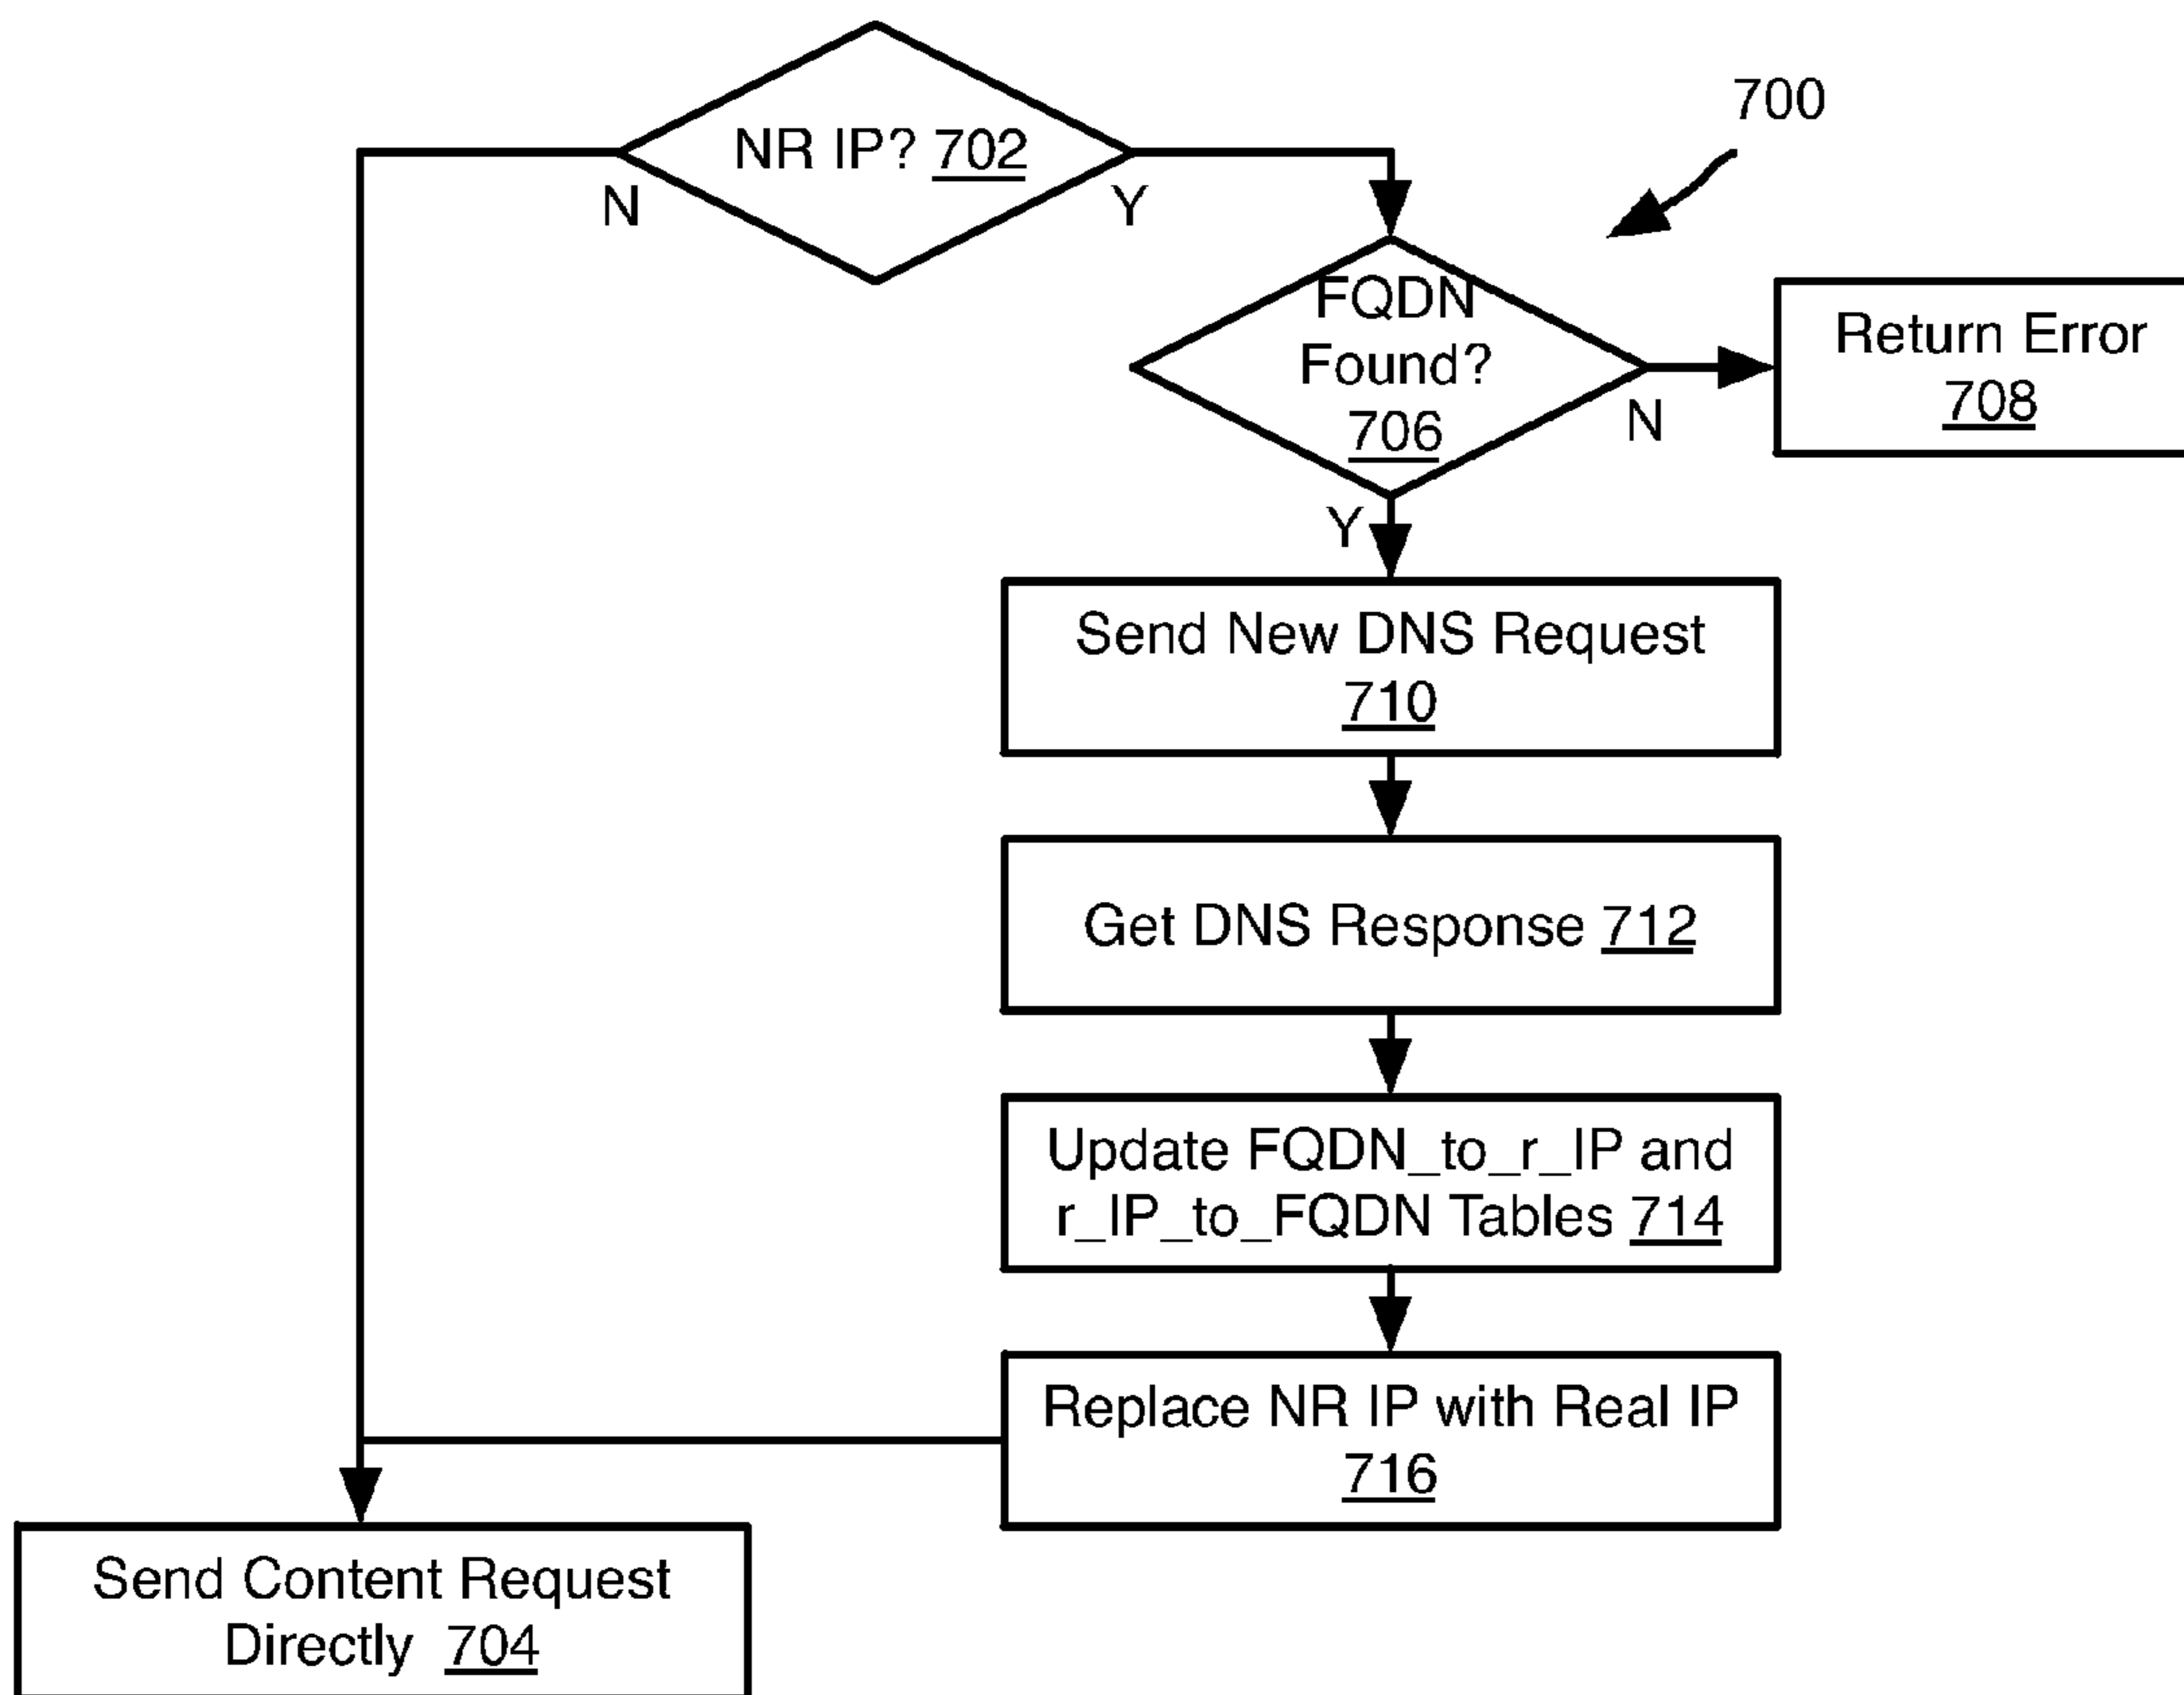 700
NR IP? 702
N
Y
FQDN
Found?
706
N
Y
Return Error
708
Send New DNS Request
710
Get DNS Response 712
Update FQDN_to_r_IP and
r_IP_to_FQDN Tables 714
Replace NR IP with Real IP
716
Send Content Request
Directly 704